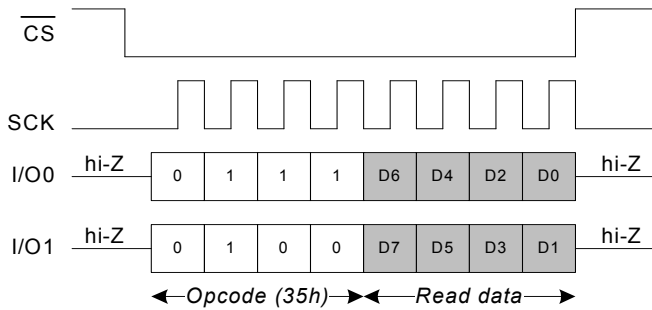 CS
SCK
I/O0 hi-Z 0 1 1 1 D6 D4 D2 D0 hi-Z
I/O1 hi-Z 0 1 0 0 D7 D5 D3 D1 hi-Z
Opcode (35h) Read data